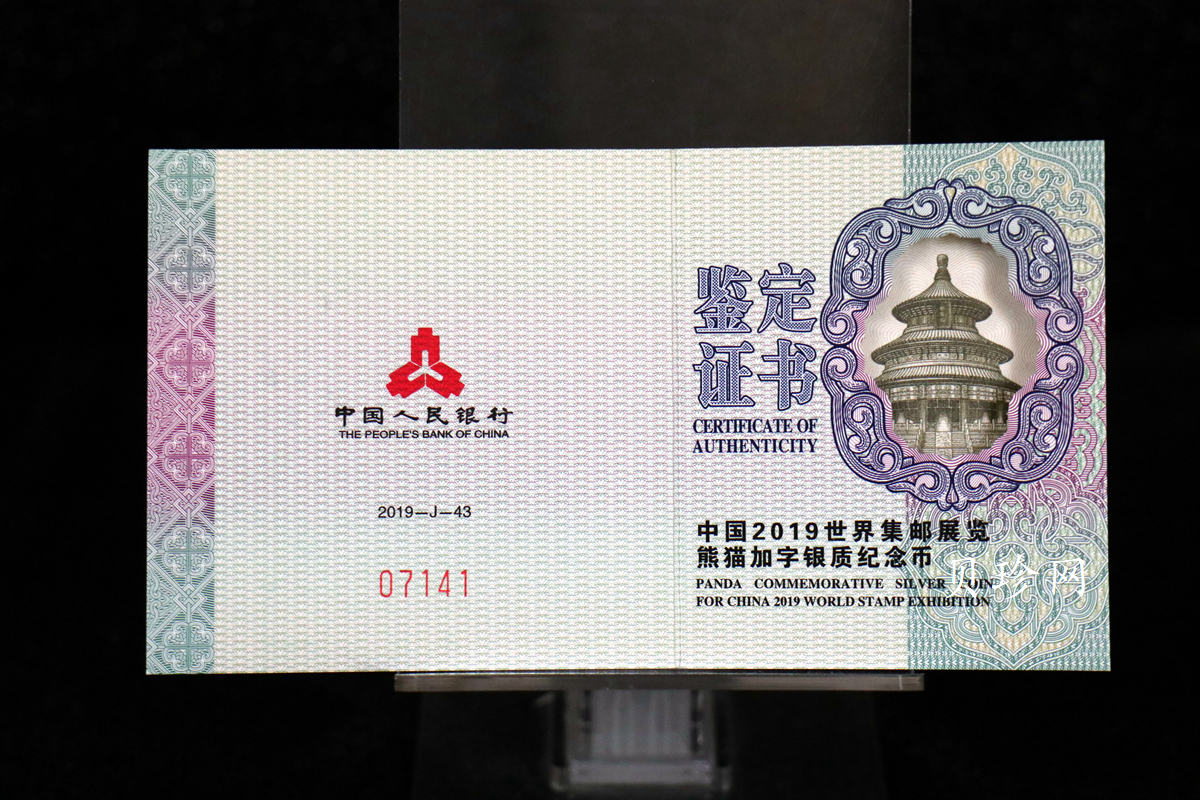 中国人民银行
THE PEOPLE'S BANK OF CHINA
2019—J—43
07141
鉴定
证书
CERTIFICATE OF
AUTHENTICITY
中国2019世界集邮展览
熊猫加字银质纪念币
PANDA COMMEMORATIVE SILVER COIN
FOR CHINA 2019 WORLD STAMP EXHIBITION
贝珍网